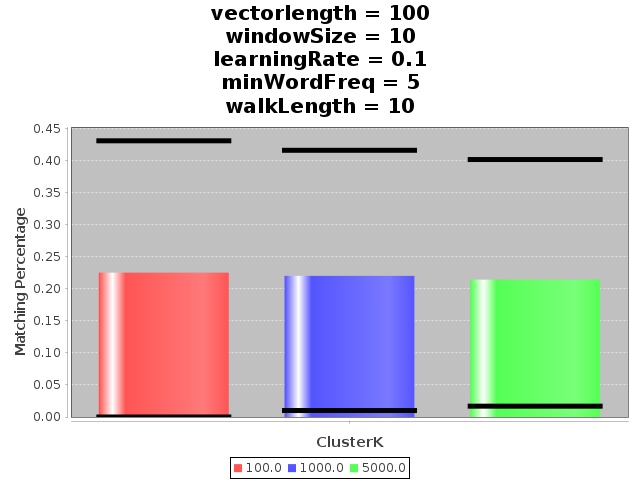 vectorlength = 100
windowSize = 10
learningRate = 0.1
minWordFreq = 5
walkLength = 10
0.45
0.40
0.35
0.30
0.25
0.20
0.15
0.10
0.05
0.00
Matching Percentage
ClusterK
100.0 1000.0 5000.0